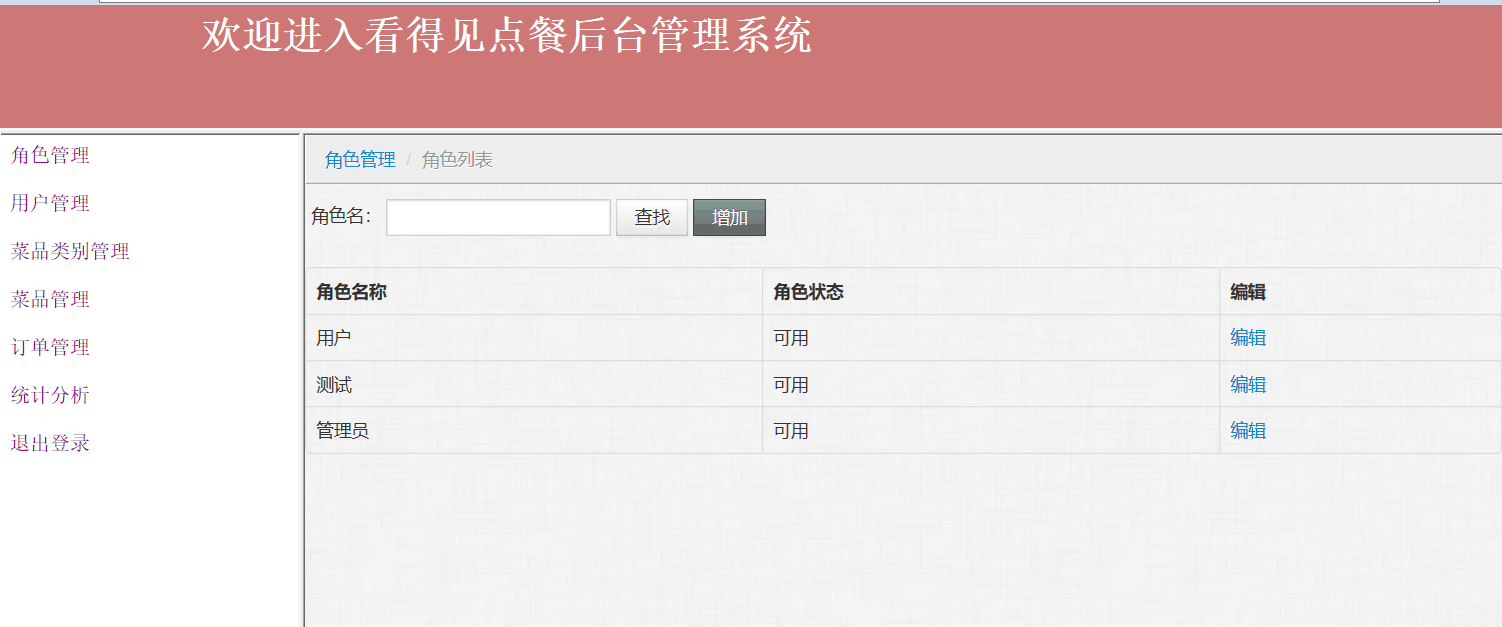 欢迎进入看得见点餐后台管理系统
角色管理
用户管理
菜品类别管理
菜品管理
订单管理
统计分析
退出登录
角色管理 / 角色列表
角色名： 查找 增加
角色名称 角色状态 编辑
用户 可用 编辑
测试 可用 编辑
管理员 可用 编辑